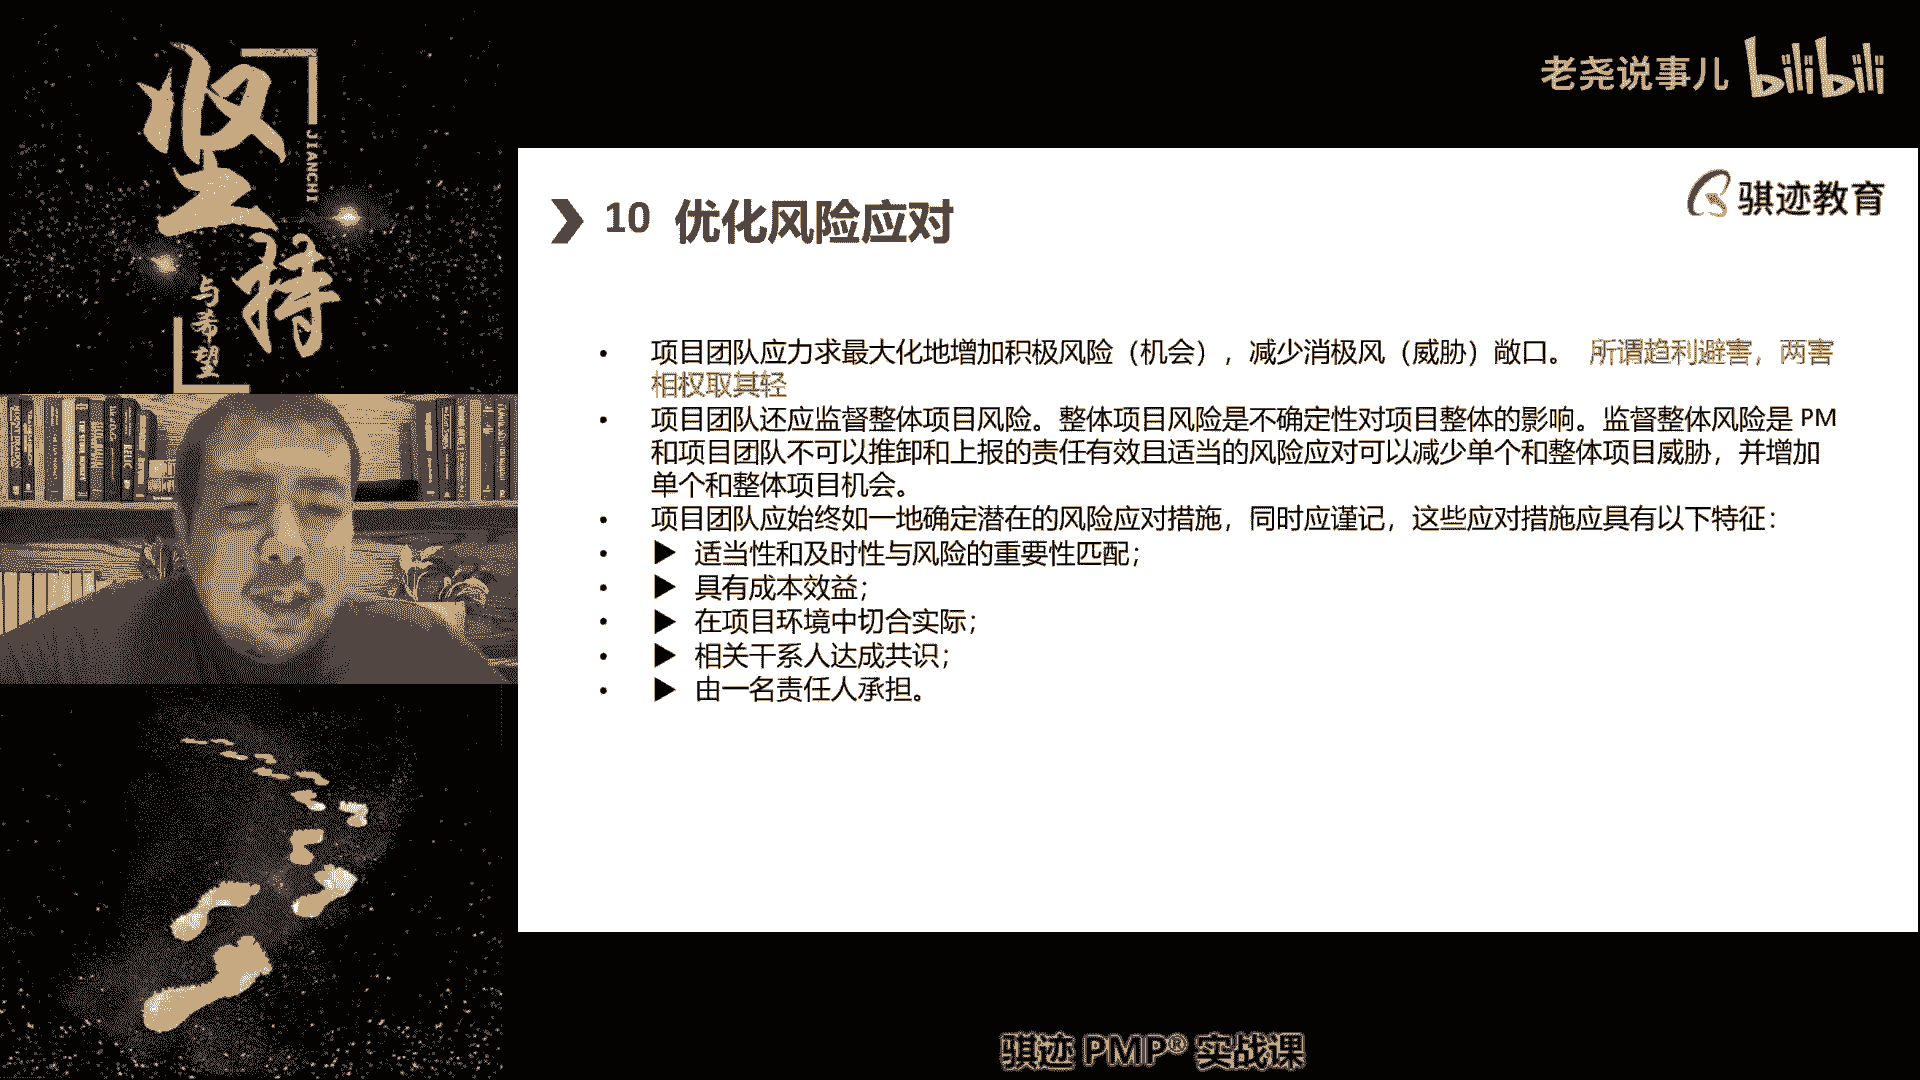 坚持
JIANCHI
与希望
老尧说事儿 bilibili
骐迹教育
10 优化风险应对
• 项目团队应力求最大化地增加积极风险（机会），减少消极风（威胁）敞口。 所谓趋利避害，两害
相权取其轻
• 项目团队还应监督整体项目风险。整体项目风险是不确定性对项目整体的影响。监督整体风险是 PM
和项目团队不可以推卸和上报的责任有效且适当的风险应对可以减少单个和整体项目威胁，并增加
单个和整体项目机会。
• 项目团队应始终如一地确定潜在的风险应对措施，同时应谨记，这些应对措施应具有以下特征：
• ▶ 适当性和及时性与风险的重要性匹配；
• ▶ 具有成本效益；
• ▶ 在项目环境中切合实际；
• ▶ 相关干系人达成共识；
• ▶ 由一名责任人承担。
骐迹 PMP® 实战课